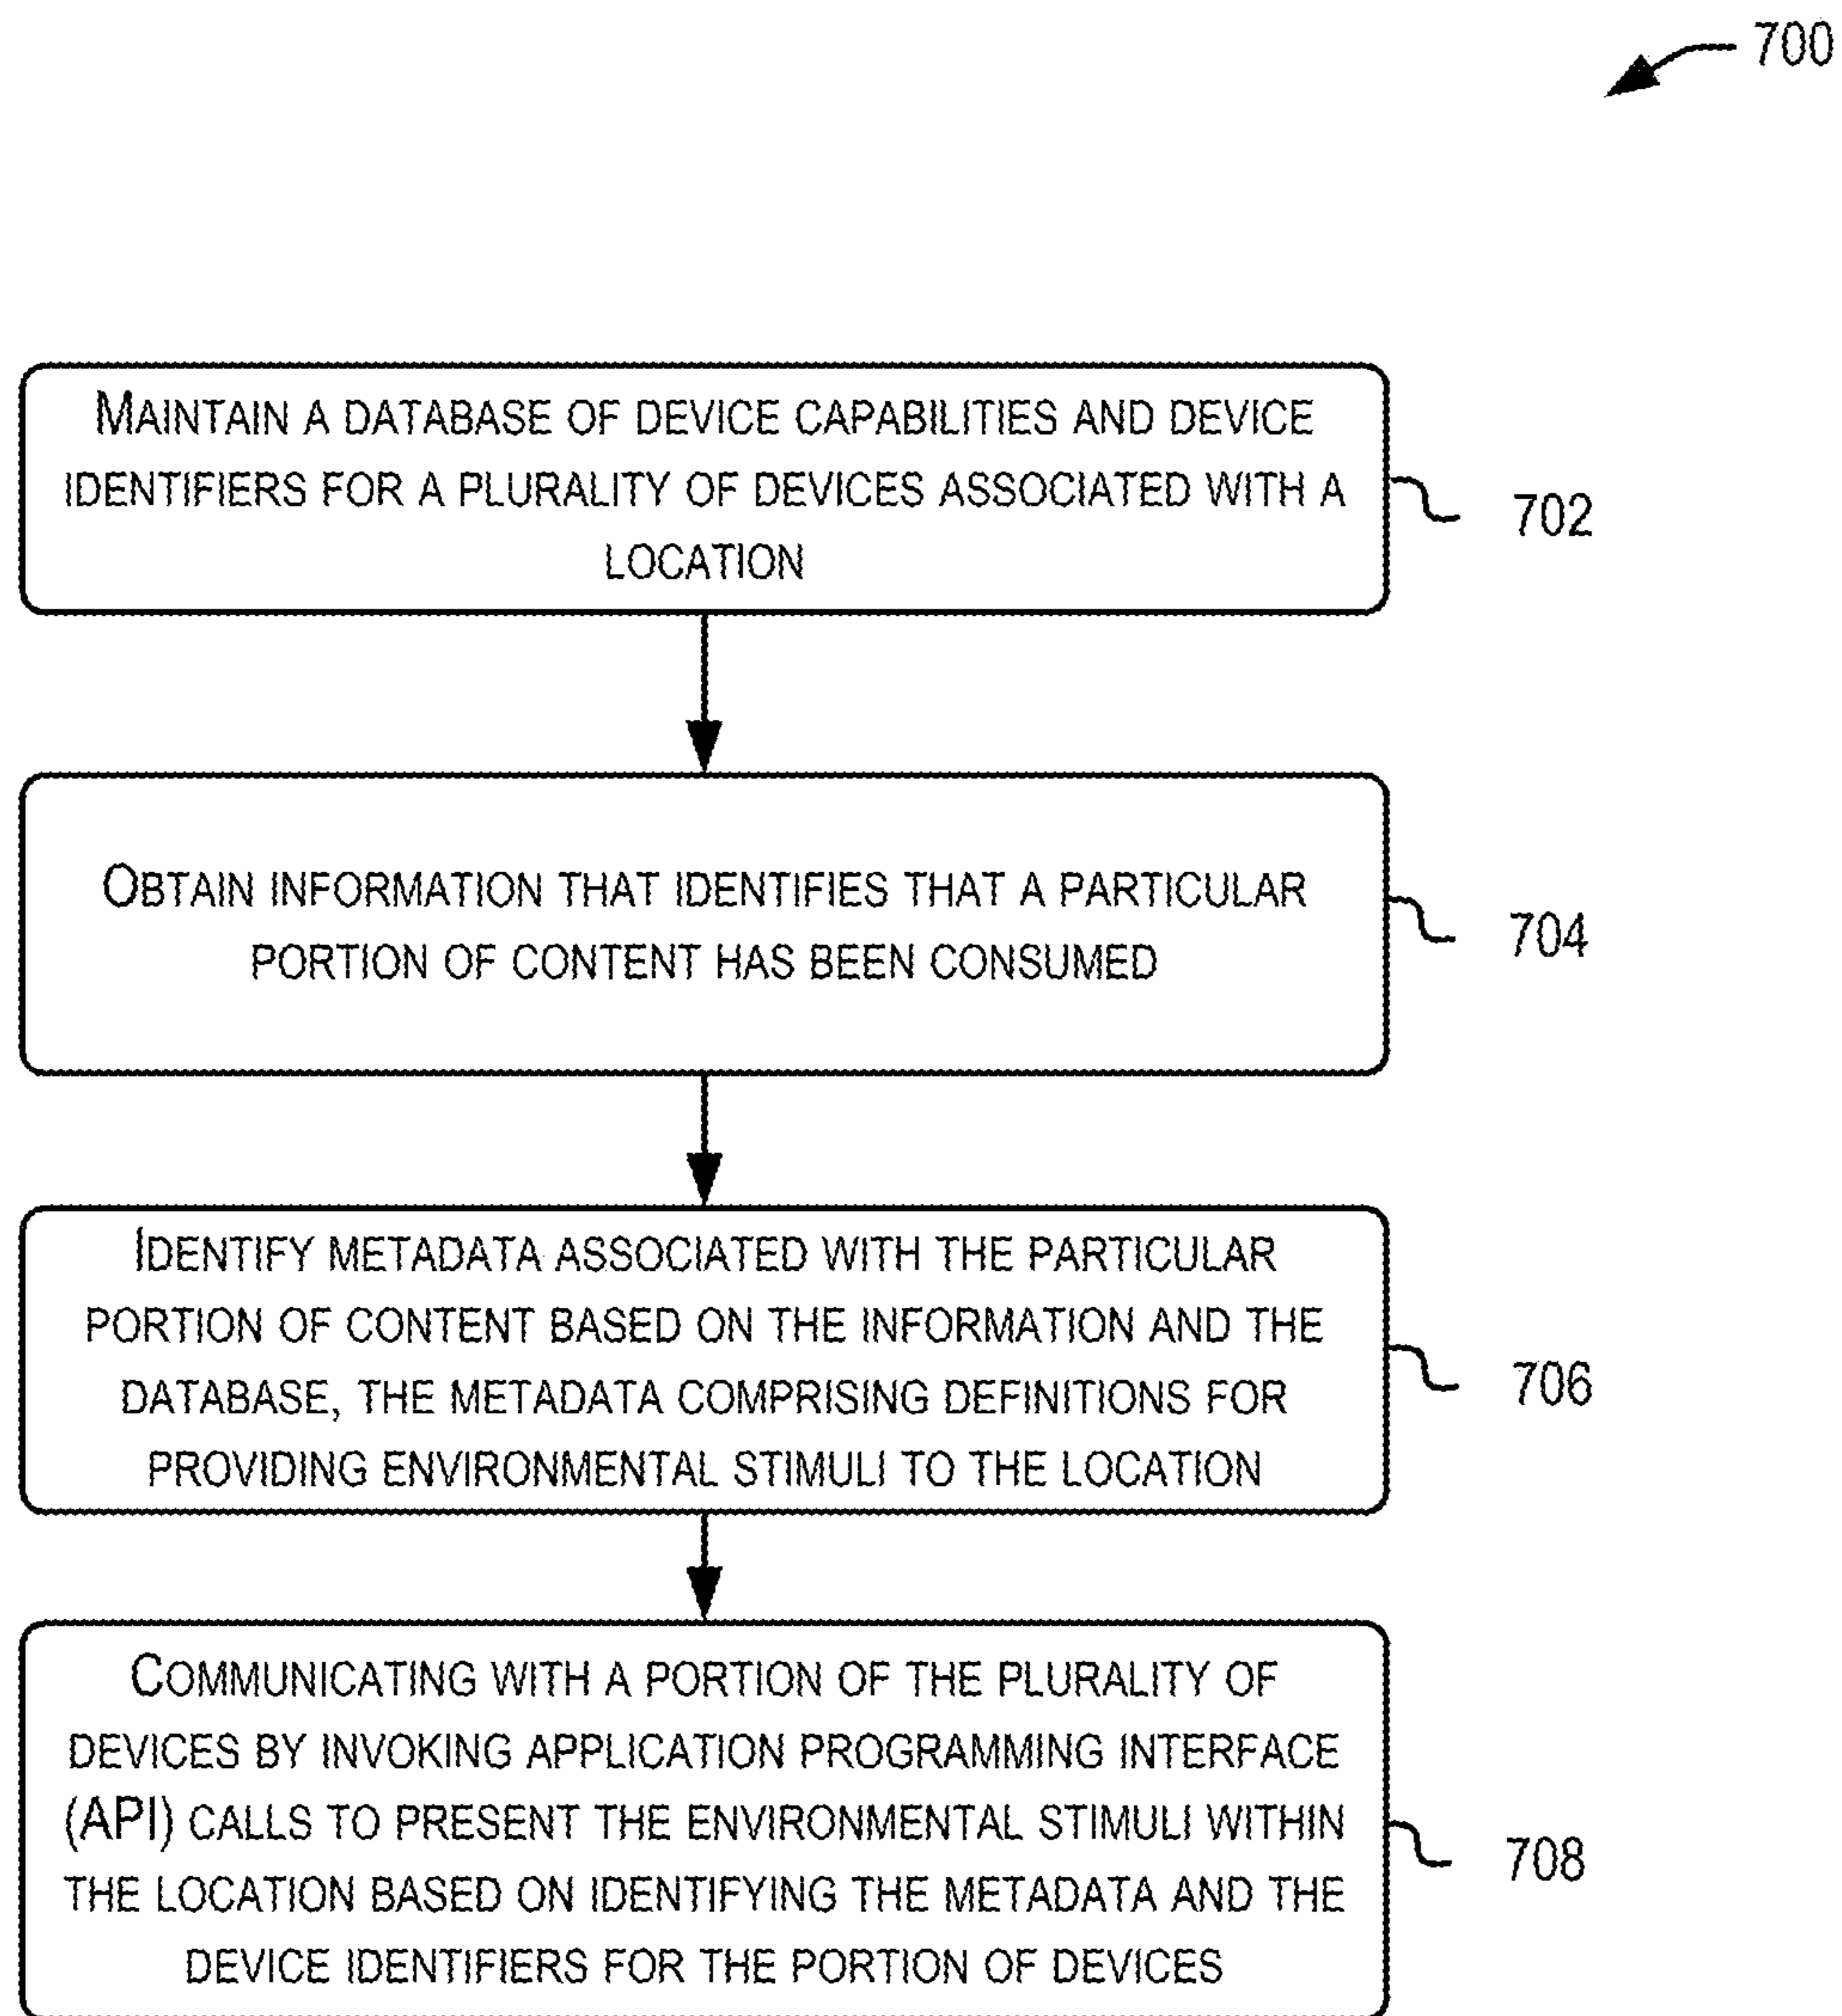 700
MAINTAIN A DATABASE OF DEVICE CAPABILITIES AND DEVICE
IDENTIFIERS FOR A PLURALITY OF DEVICES ASSOCIATED WITH A
LOCATION
702
OBTAIN INFORMATION THAT IDENTIFIES THAT A PARTICULAR
PORTION OF CONTENT HAS BEEN CONSUMED
704
IDENTIFY METADATA ASSOCIATED WITH THE PARTICULAR
PORTION OF CONTENT BASED ON THE INFORMATION AND THE
DATABASE, THE METADATA COMPRISING DEFINITIONS FOR
PROVIDING ENVIRONMENTAL STIMULI TO THE LOCATION
706
COMMUNICATING WITH A PORTION OF THE PLURALITY OF
DEVICES BY INVOKING APPLICATION PROGRAMMING INTERFACE
(API) CALLS TO PRESENT THE ENVIRONMENTAL STIMULI WITHIN
THE LOCATION BASED ON IDENTIFYING THE METADATA AND THE
DEVICE IDENTIFIERS FOR THE PORTION OF DEVICES
708